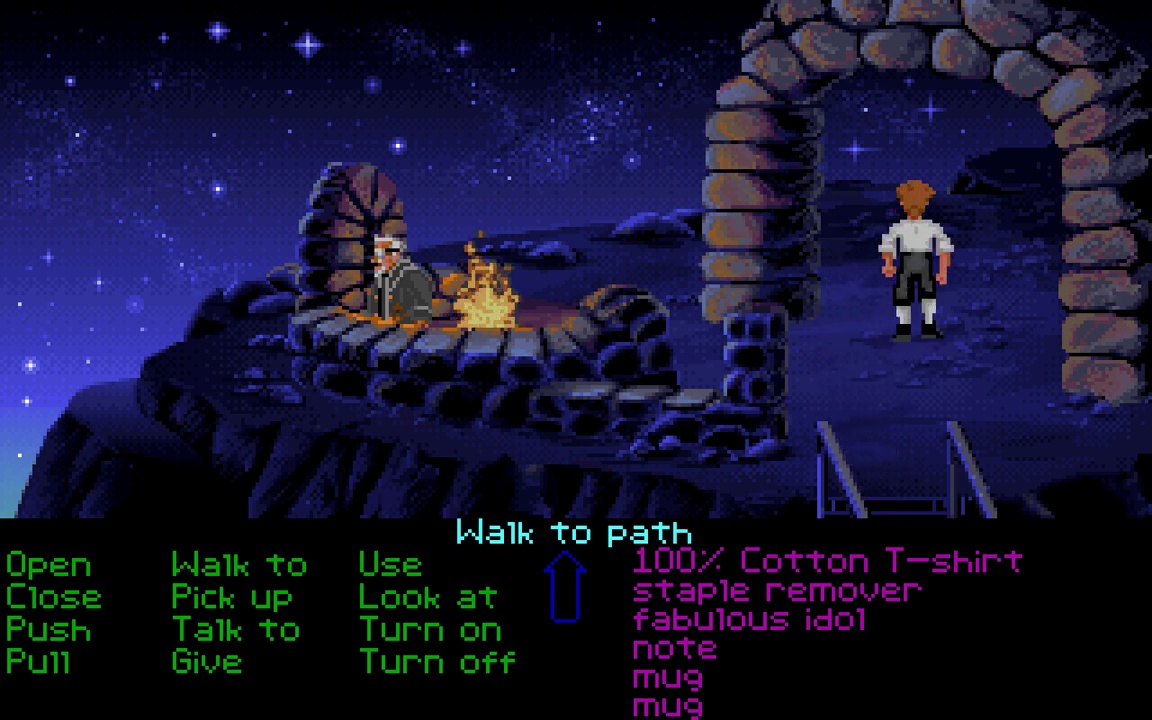 Walk to path
Open Walk to Use
Close Pick up Look at
Push Talk to Turn on
Pull Give Turn off
100% Cotton T-shirt
staple remover
fabulous idol
note
mug
mug